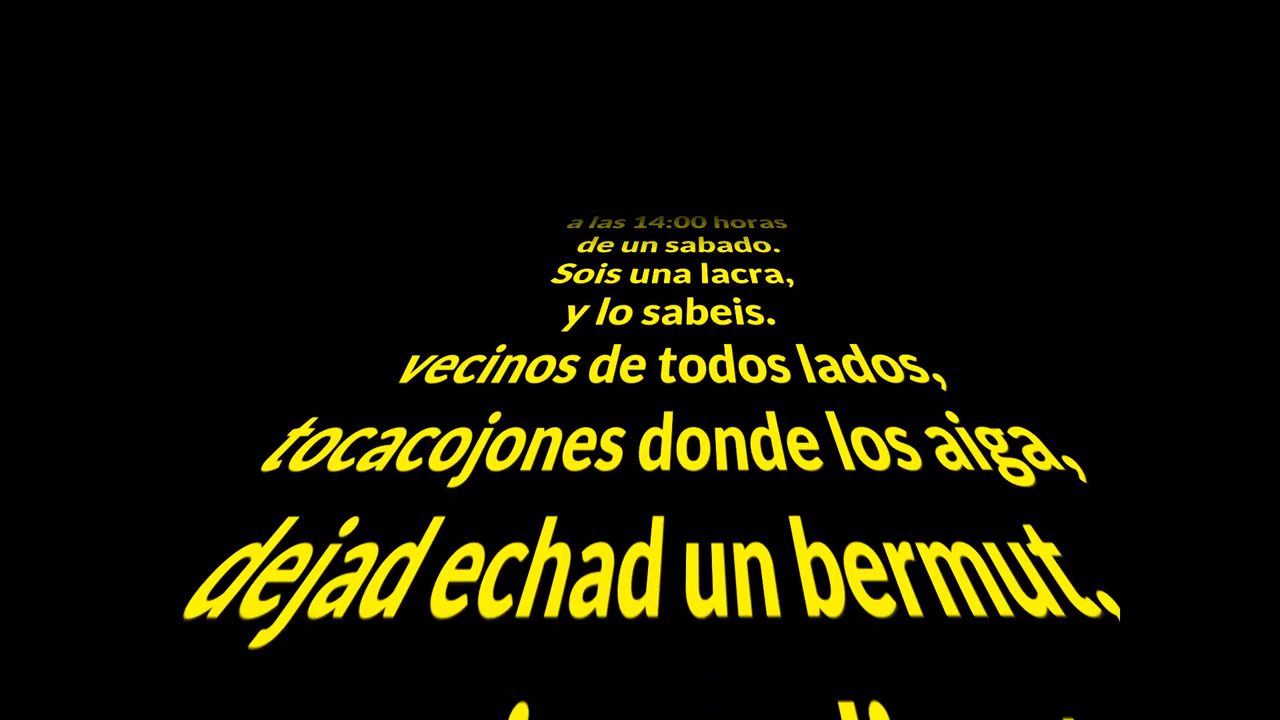 a las 14:00 horas
de un sabado.
Sois una lacra,
y lo sabeis.
vecinos de todos lados,
tocacojones donde los aiga,
dejad echad un bermut.